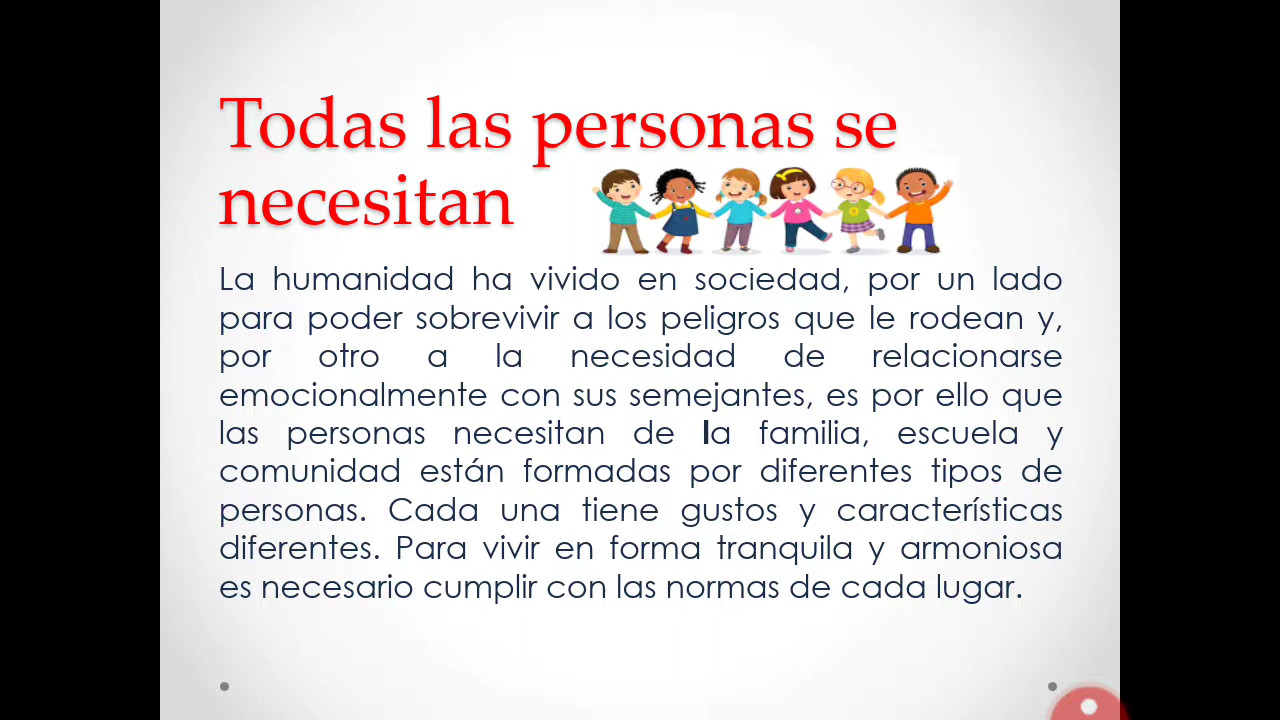 Todas las personas se
necesitan
La humanidad ha vivido en sociedad, por un lado
para poder sobrevivir a los peligros que le rodean y,
por otro a la necesidad de relacionarse
emocionalmente con sus semejantes, es por ello que
las personas necesitan de la familia, escuela y
comunidad están formadas por diferentes tipos de
personas. Cada una tiene gustos y características
diferentes. Para vivir en forma tranquila y armoniosa
es necesario cumplir con las normas de cada lugar.